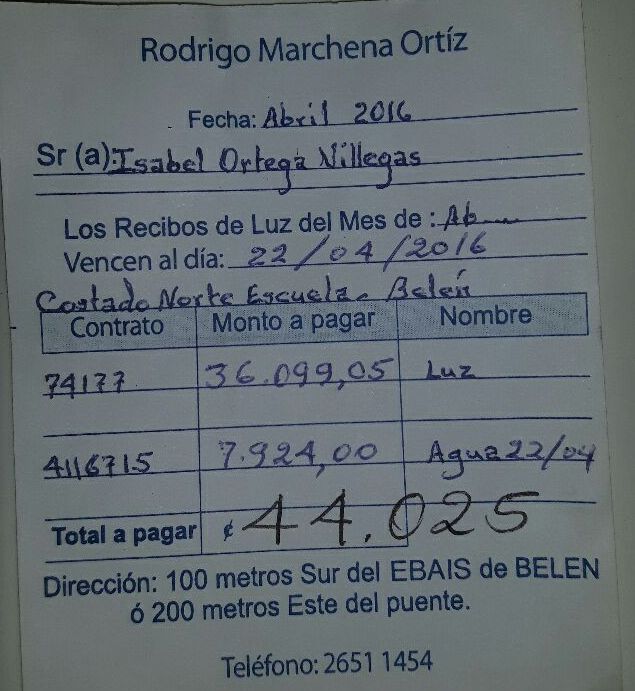 Rodrigo Marchena Ortíz
Fecha: Abril 2016
Sr (a): Isabel Ortega Villegas
Los Recibos de Luz del Mes de : Ab
Vencen al día: 22/04/2016
Costado Norte Escuela. Belén
Contrato Monto a pagar Nombre
74177 36.099,05 Luz
4116715 7.924,00 Agua 22/04
Total a pagar ¢ 44.025
Dirección: 100 metros Sur del EBAIS de BELEN
ó 200 metros Este del puente.
Teléfono: 2651 1454